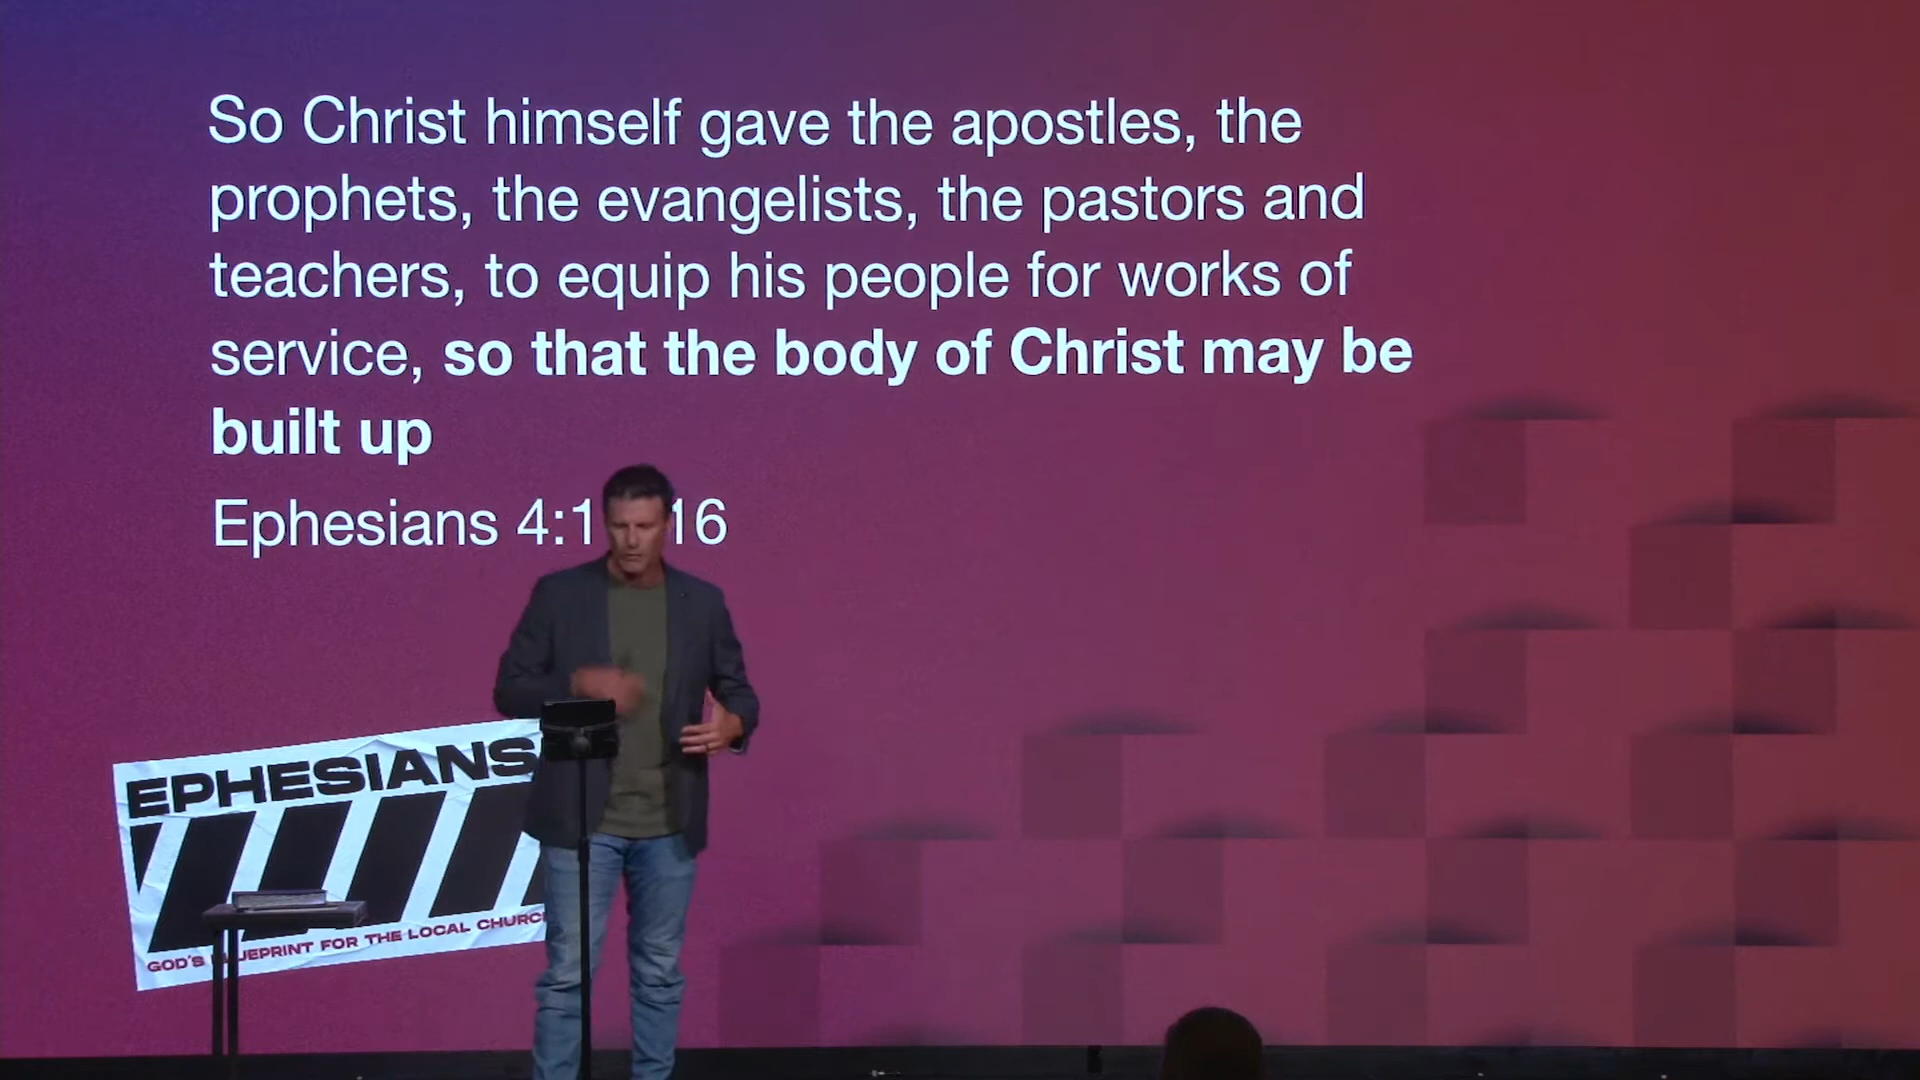 So Christ himself gave the apostles, the
prophets, the evangelists, the pastors and
teachers, to equip his people for works of
service, so that the body of Christ may be
built up
Ephesians 4:1 16
EPHESIANS
GOD'S FOR THE LOCAL